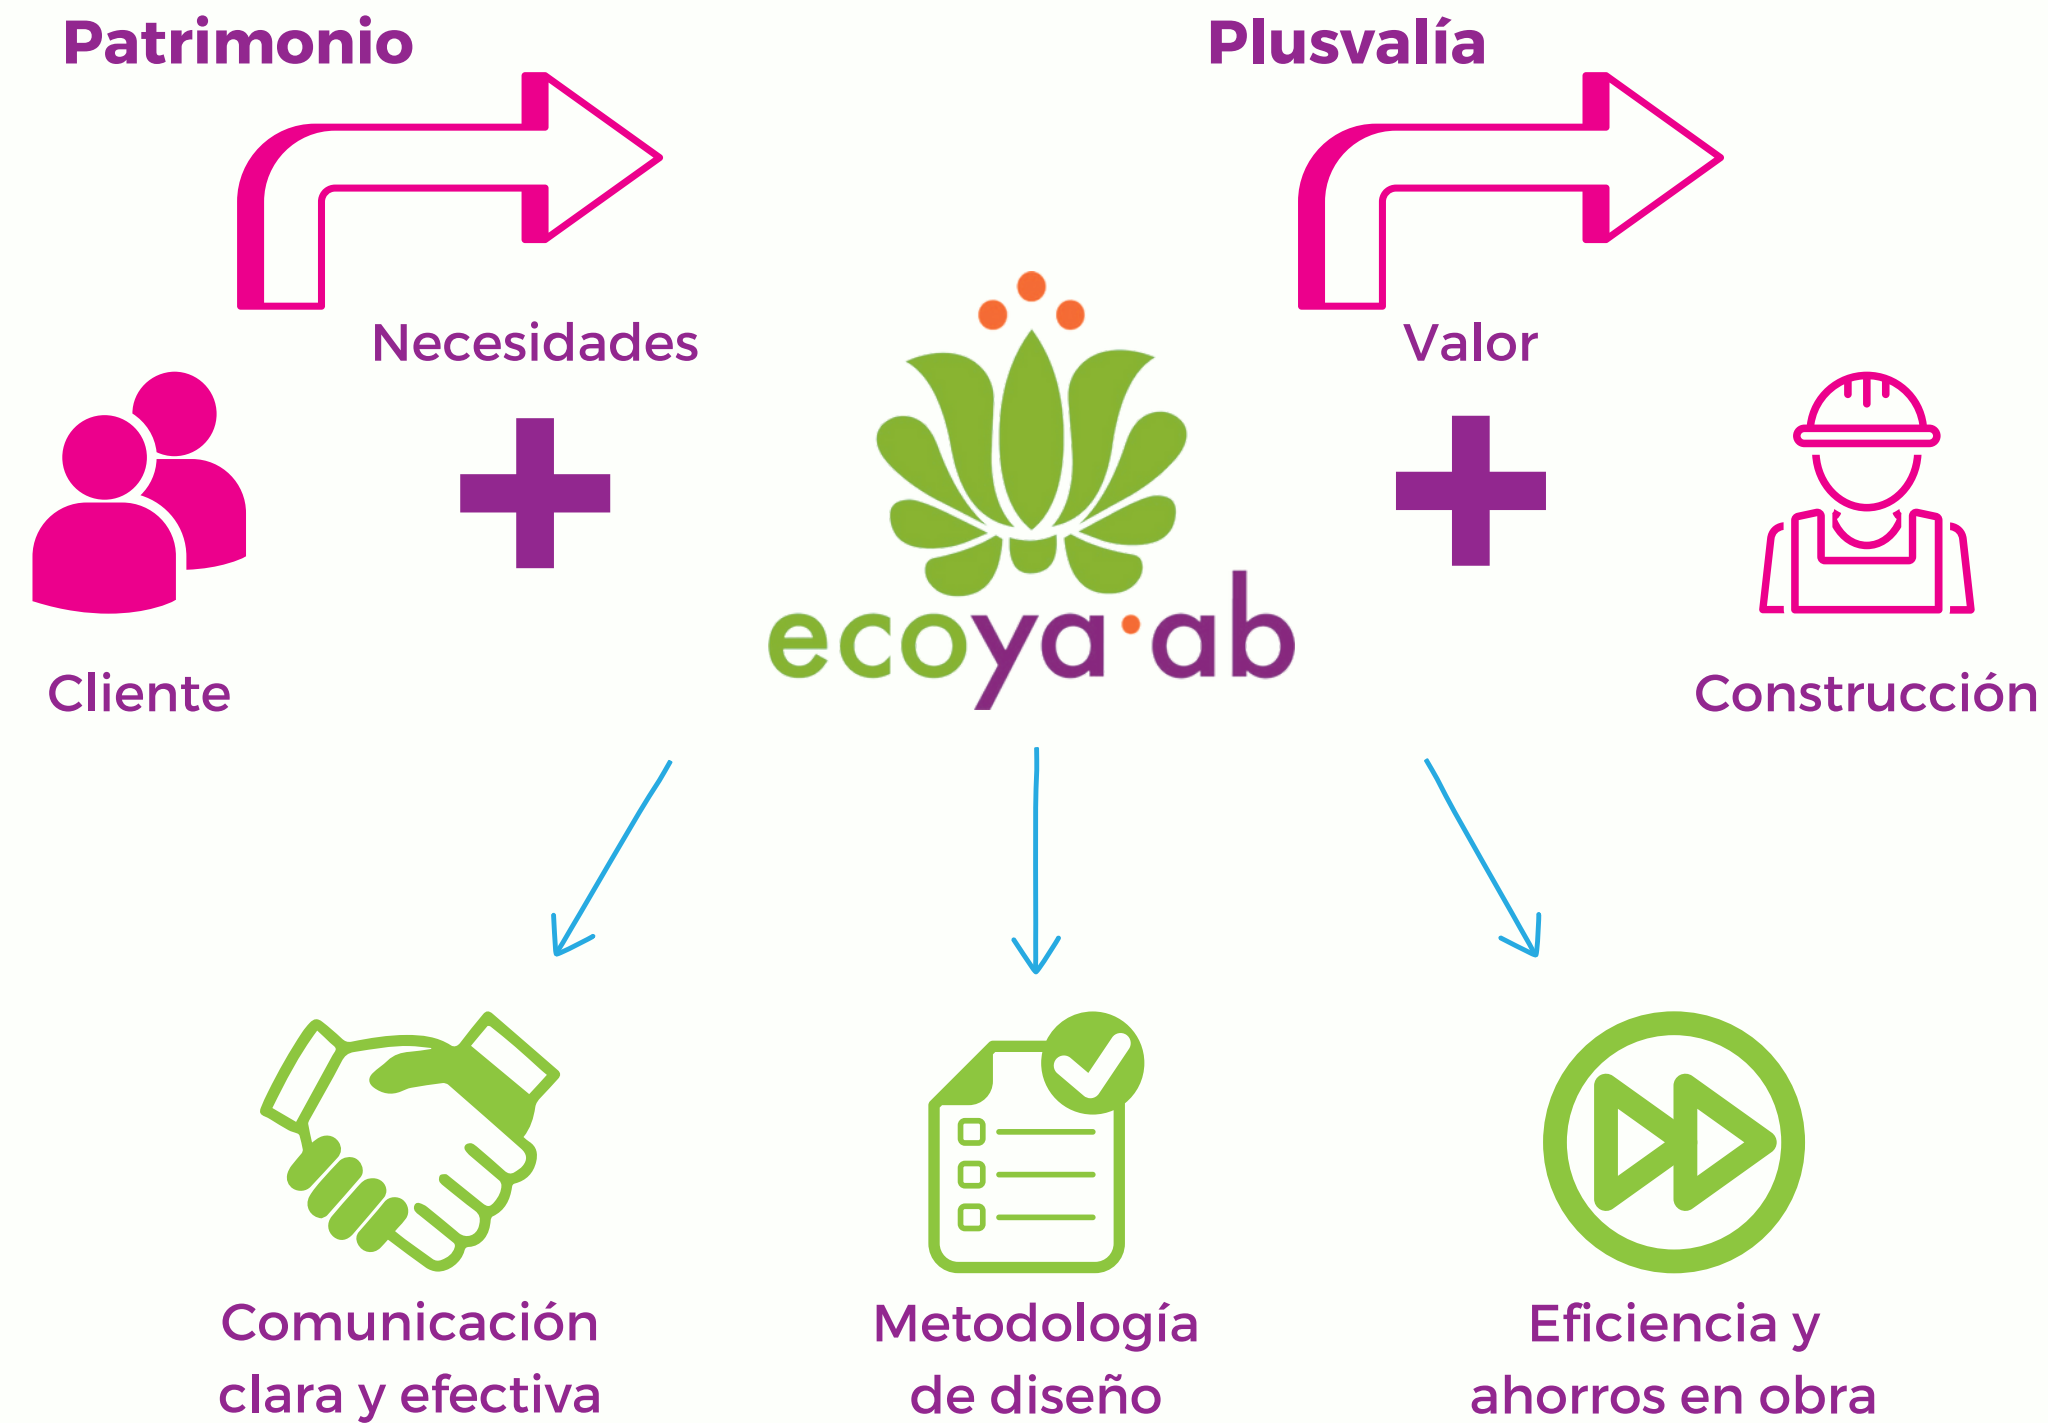 Patrimonio
Plusvalía
Necesidades
Valor
ecoya·ab
Cliente
Construcción
Comunicación
clara y efectiva
Metodología
de diseño
Eficiencia y
ahorros en obra